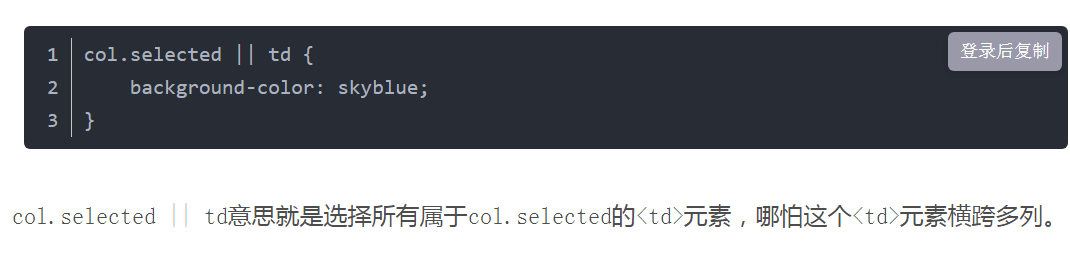 1 col.selected || td {
登录后复制
2     background-color: skyblue;
3 }
col.selected || td意思就是选择所有属于col.selected的<td>元素，哪怕这个<td>元素横跨多列。